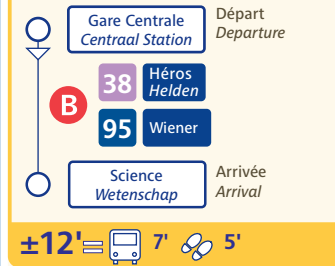 Gare Centrale
Centraal Station
Départ
Departure
B
38 Héros
Helden
95 Wiener
Science
Wetenschap
Arrivée
Arrival
±12'= 7' 5'